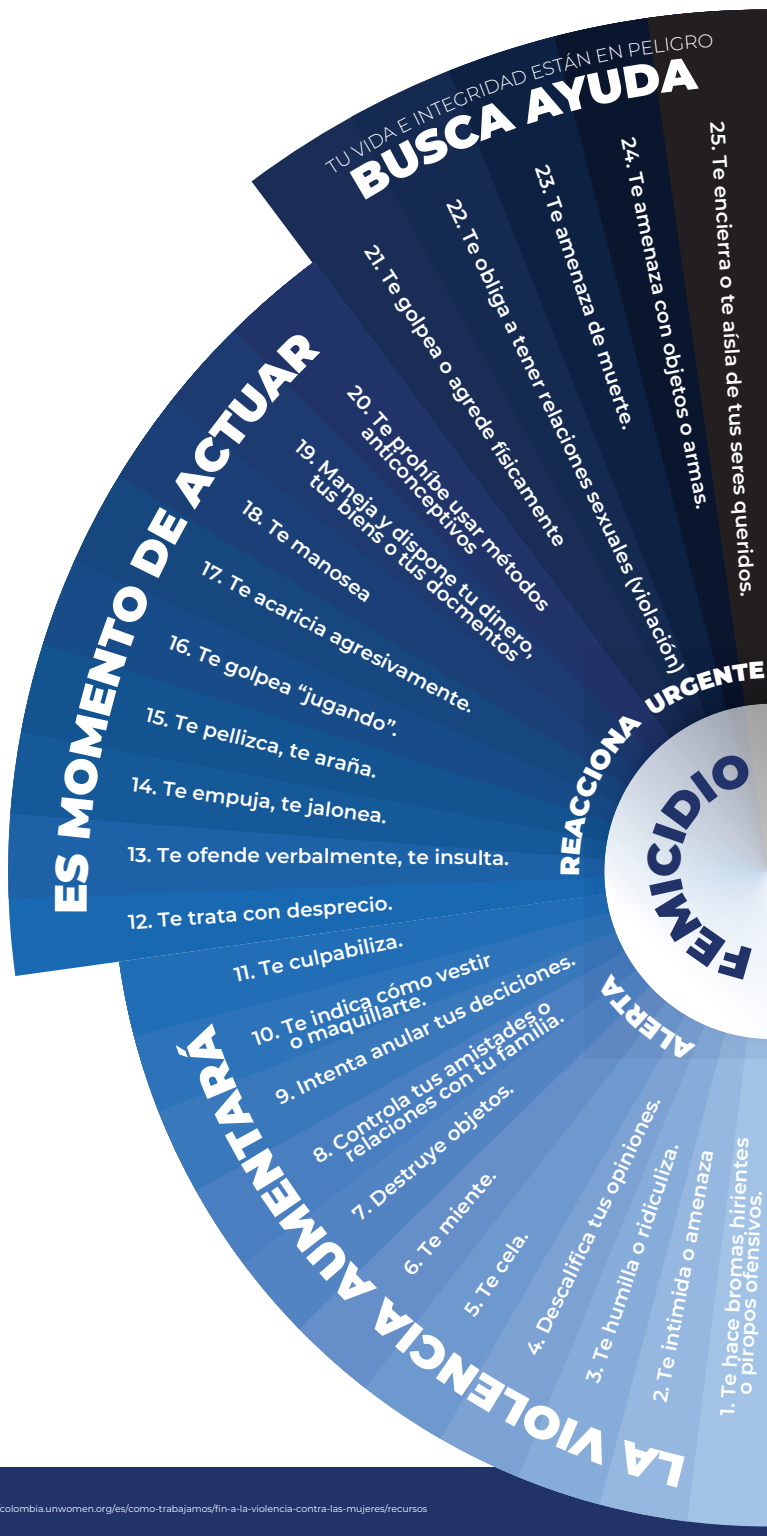 TU VIDA E INTEGRIDAD ESTÁN EN PELIGRO
BUSCA AYUDA
25. Te encierra o te aísla de tus seres queridos.
24. Te amenaza con objetos o armas.
23. Te amenaza de muerte.
22. Te obliga a tener relaciones sexuales (violación)
21. Te golpea o agrede físicamente
REACCIONA URGENTE
ES MOMENTO DE ACTUAR
20. Te prohíbe usar métodos
anticonceptivos
19. Maneja y dispone tu dinero,
tus biens o tus docmentos
18. Te manosea
17. Te acaricia agresivamente.
16. Te golpea “jugando”.
15. Te pellizca, te araña.
14. Te empuja, te jalonea.
13. Te ofende verbalmente, te insulta.
12. Te trata con desprecio.
FEMICIDIO
ALERTA
LA VIOLENCIA AUMENTARÁ
11. Te culpabiliza.
10. Te indica cómo vestir
o maquillarte.
9. Intenta anular tus deciciones.
8. Controla tus amistades o
relaciones con tu familia.
7. Destruye objetos.
6. Te miente.
5. Te cela.
4. Descalifica tus opiniones.
3. Te humilla o ridiculiza.
2. Te intimida o amenaza
1. Te hace bromas hirientes
o piropos ofensivos.
colombia.unwomen.org/es/como-trabajamos/fin-a-la-violencia-contra-las-mujeres/recursos